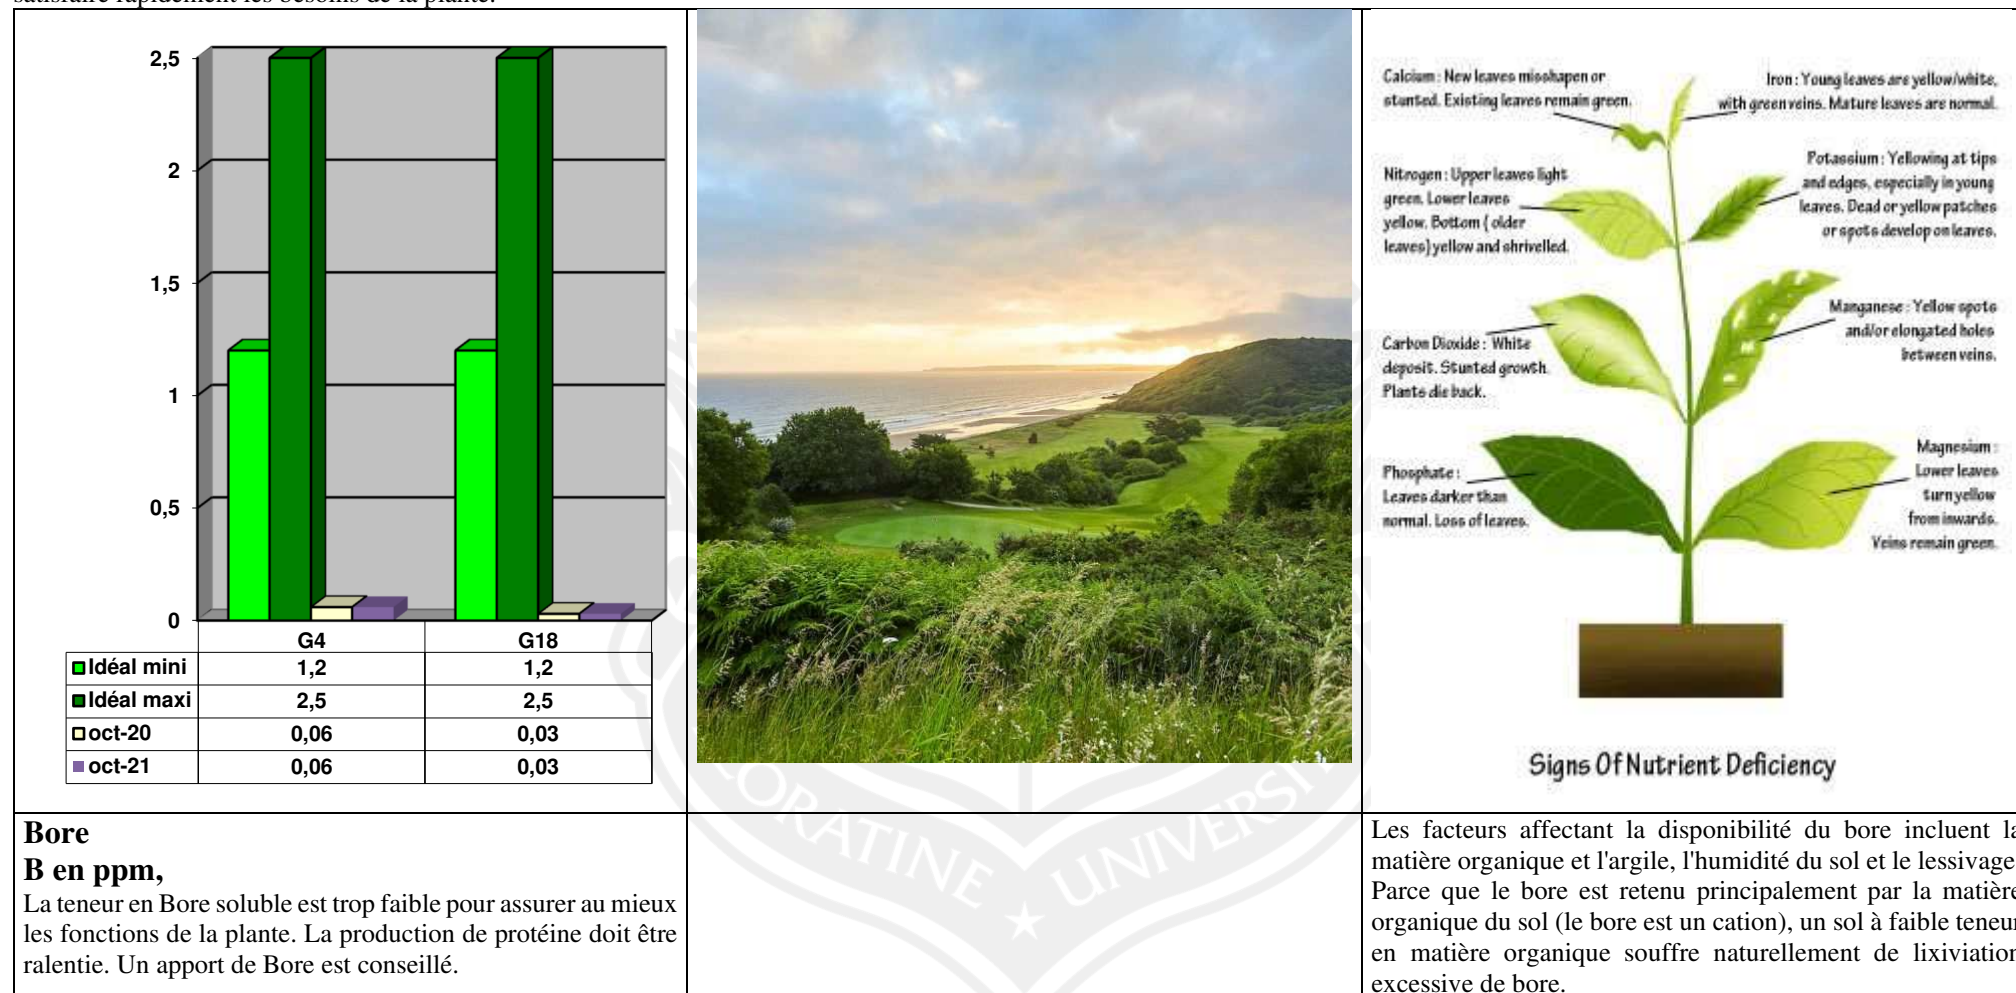 satisfaire rapidement les besoins de la plante.
2,5
2
1,5
1
0,5
0
G4 G18
Idéal mini 1,2 1,2
Idéal maxi 2,5 2,5
oct-20 0,06 0,03
oct-21 0,06 0,03
Calcium : New leaves misshapen or
stunted. Existing leaves remain green.
Iron : Young leaves are yellow/white,
with green veins. Mature leaves are normal.
Nitrogen : Upper leaves light
green. Lower leaves
yellow. Bottom ( older
leaves) yellow and shrivelled.
Potassium : Yellowing at tips
and edges, especially in young
leaves. Dead or yellow patches
or spots develop on leaves.
Carbon Dioxide : White
deposit. Stunted growth.
Plants die back.
Manganese : Yellow spots
and/or elongated holes
between veins.
Phosphate :
Leaves darker than
normal. Loss of leaves.
Magnesium :
Lower leaves
turn yellow
from inwards.
Veins remain green.
Signs Of Nutrient Deficiency
Bore
B en ppm,
La teneur en Bore soluble est trop faible pour assurer au mieux
les fonctions de la plante. La production de protéine doit être
ralentie. Un apport de Bore est conseillé.
Les facteurs affectant la disponibilité du bore incluent la
matière organique et l'argile, l'humidité du sol et le lessivage.
Parce que le bore est retenu principalement par la matière
organique du sol (le bore est un cation), un sol à faible teneur
en matière organique souffre naturellement de lixiviation
excessive de bore.